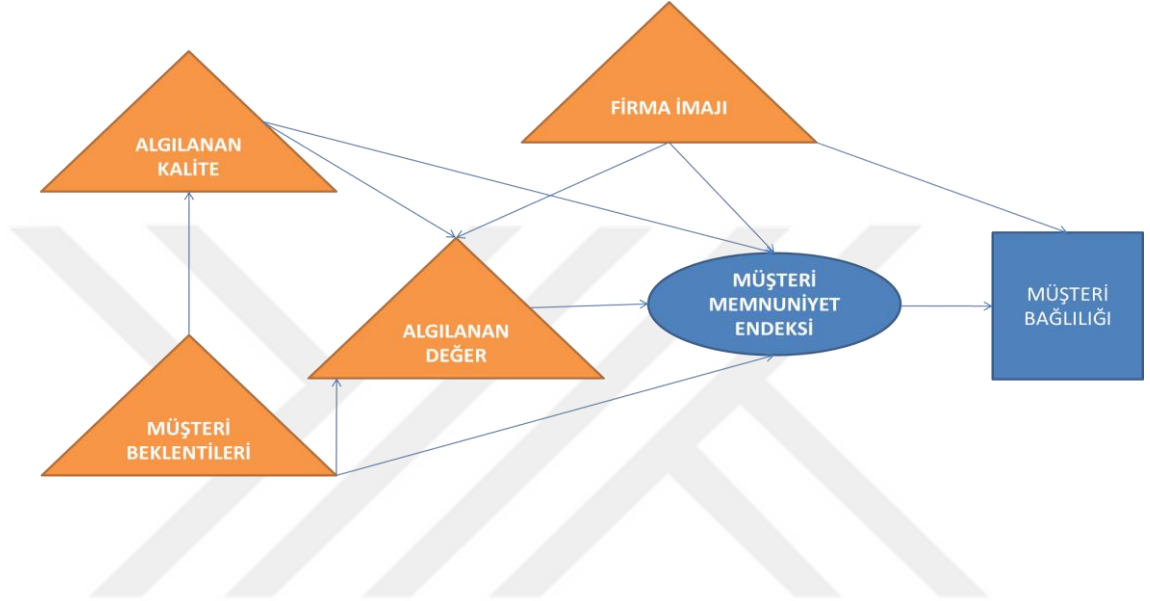 FİRMA İMAJI
ALGILANAN
KALİTE
MÜŞTERİ
MEMNUNİYET
ENDEKSİ
MÜŞTERİ
BAĞLILIĞI
ALGILANAN
DEĞER
MÜŞTERİ
BEKLENTİLERİ